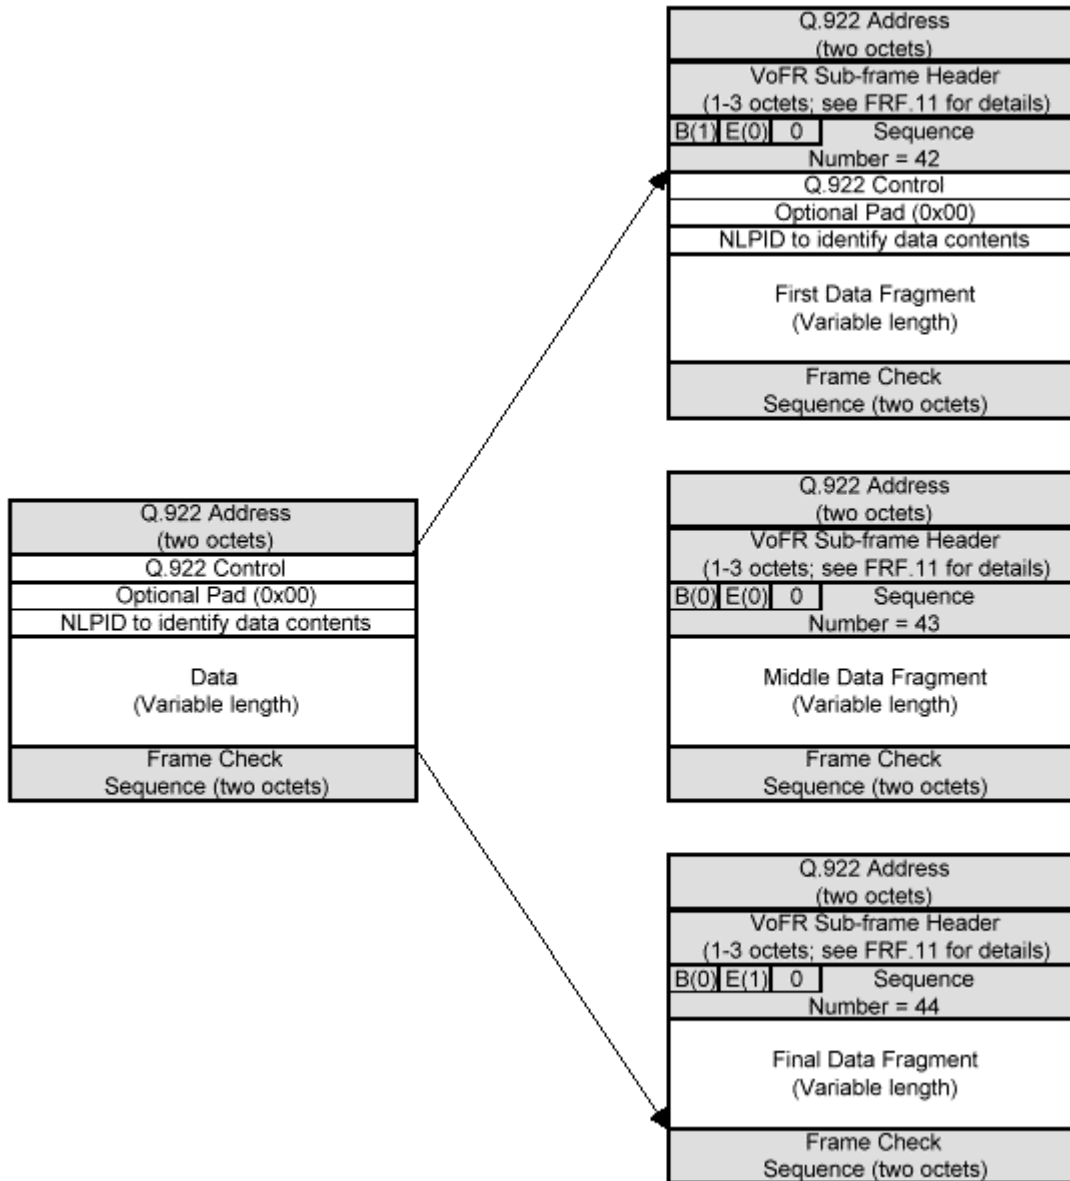 Q.922 Address
(two octets)
VoFR Sub-frame Header
(1-3 octets; see FRF.11 for details)
B(1) E(0) 0 Sequence
Number = 42
Q.922 Control
Optional Pad (0x00)
NLPID to identify data contents
First Data Fragment
(Variable length)
Frame Check
Sequence (two octets)
Q.922 Address
(two octets)
Q.922 Control
Optional Pad (0x00)
NLPID to identify data contents
Data
(Variable length)
Frame Check
Sequence (two octets)
Q.922 Address
(two octets)
VoFR Sub-frame Header
(1-3 octets; see FRF.11 for details)
B(0) E(0) 0 Sequence
Number = 43
Middle Data Fragment
(Variable length)
Frame Check
Sequence (two octets)
Q.922 Address
(two octets)
VoFR Sub-frame Header
(1-3 octets; see FRF.11 for details)
B(0) E(1) 0 Sequence
Number = 44
Final Data Fragment
(Variable length)
Frame Check
Sequence (two octets)